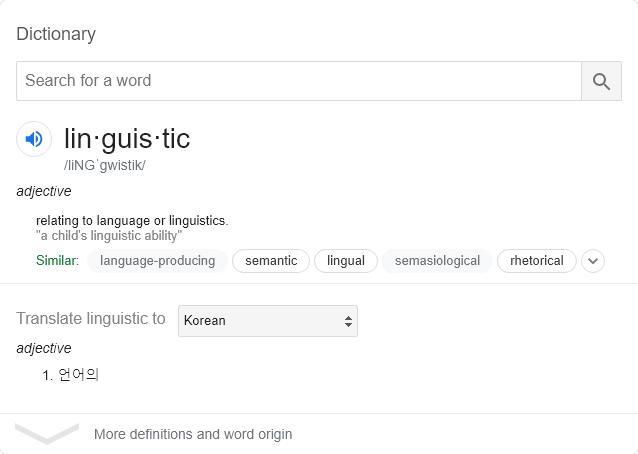 Dictionary
Search for a word
lin·guis·tic
/liNGˈɡwistik/
adjective
relating to language or linguistics.
"a child's linguistic ability"
Similar: language-producing semantic lingual semasiological rhetorical
Translate linguistic to Korean
adjective
1. 언어의
More definitions and word origin